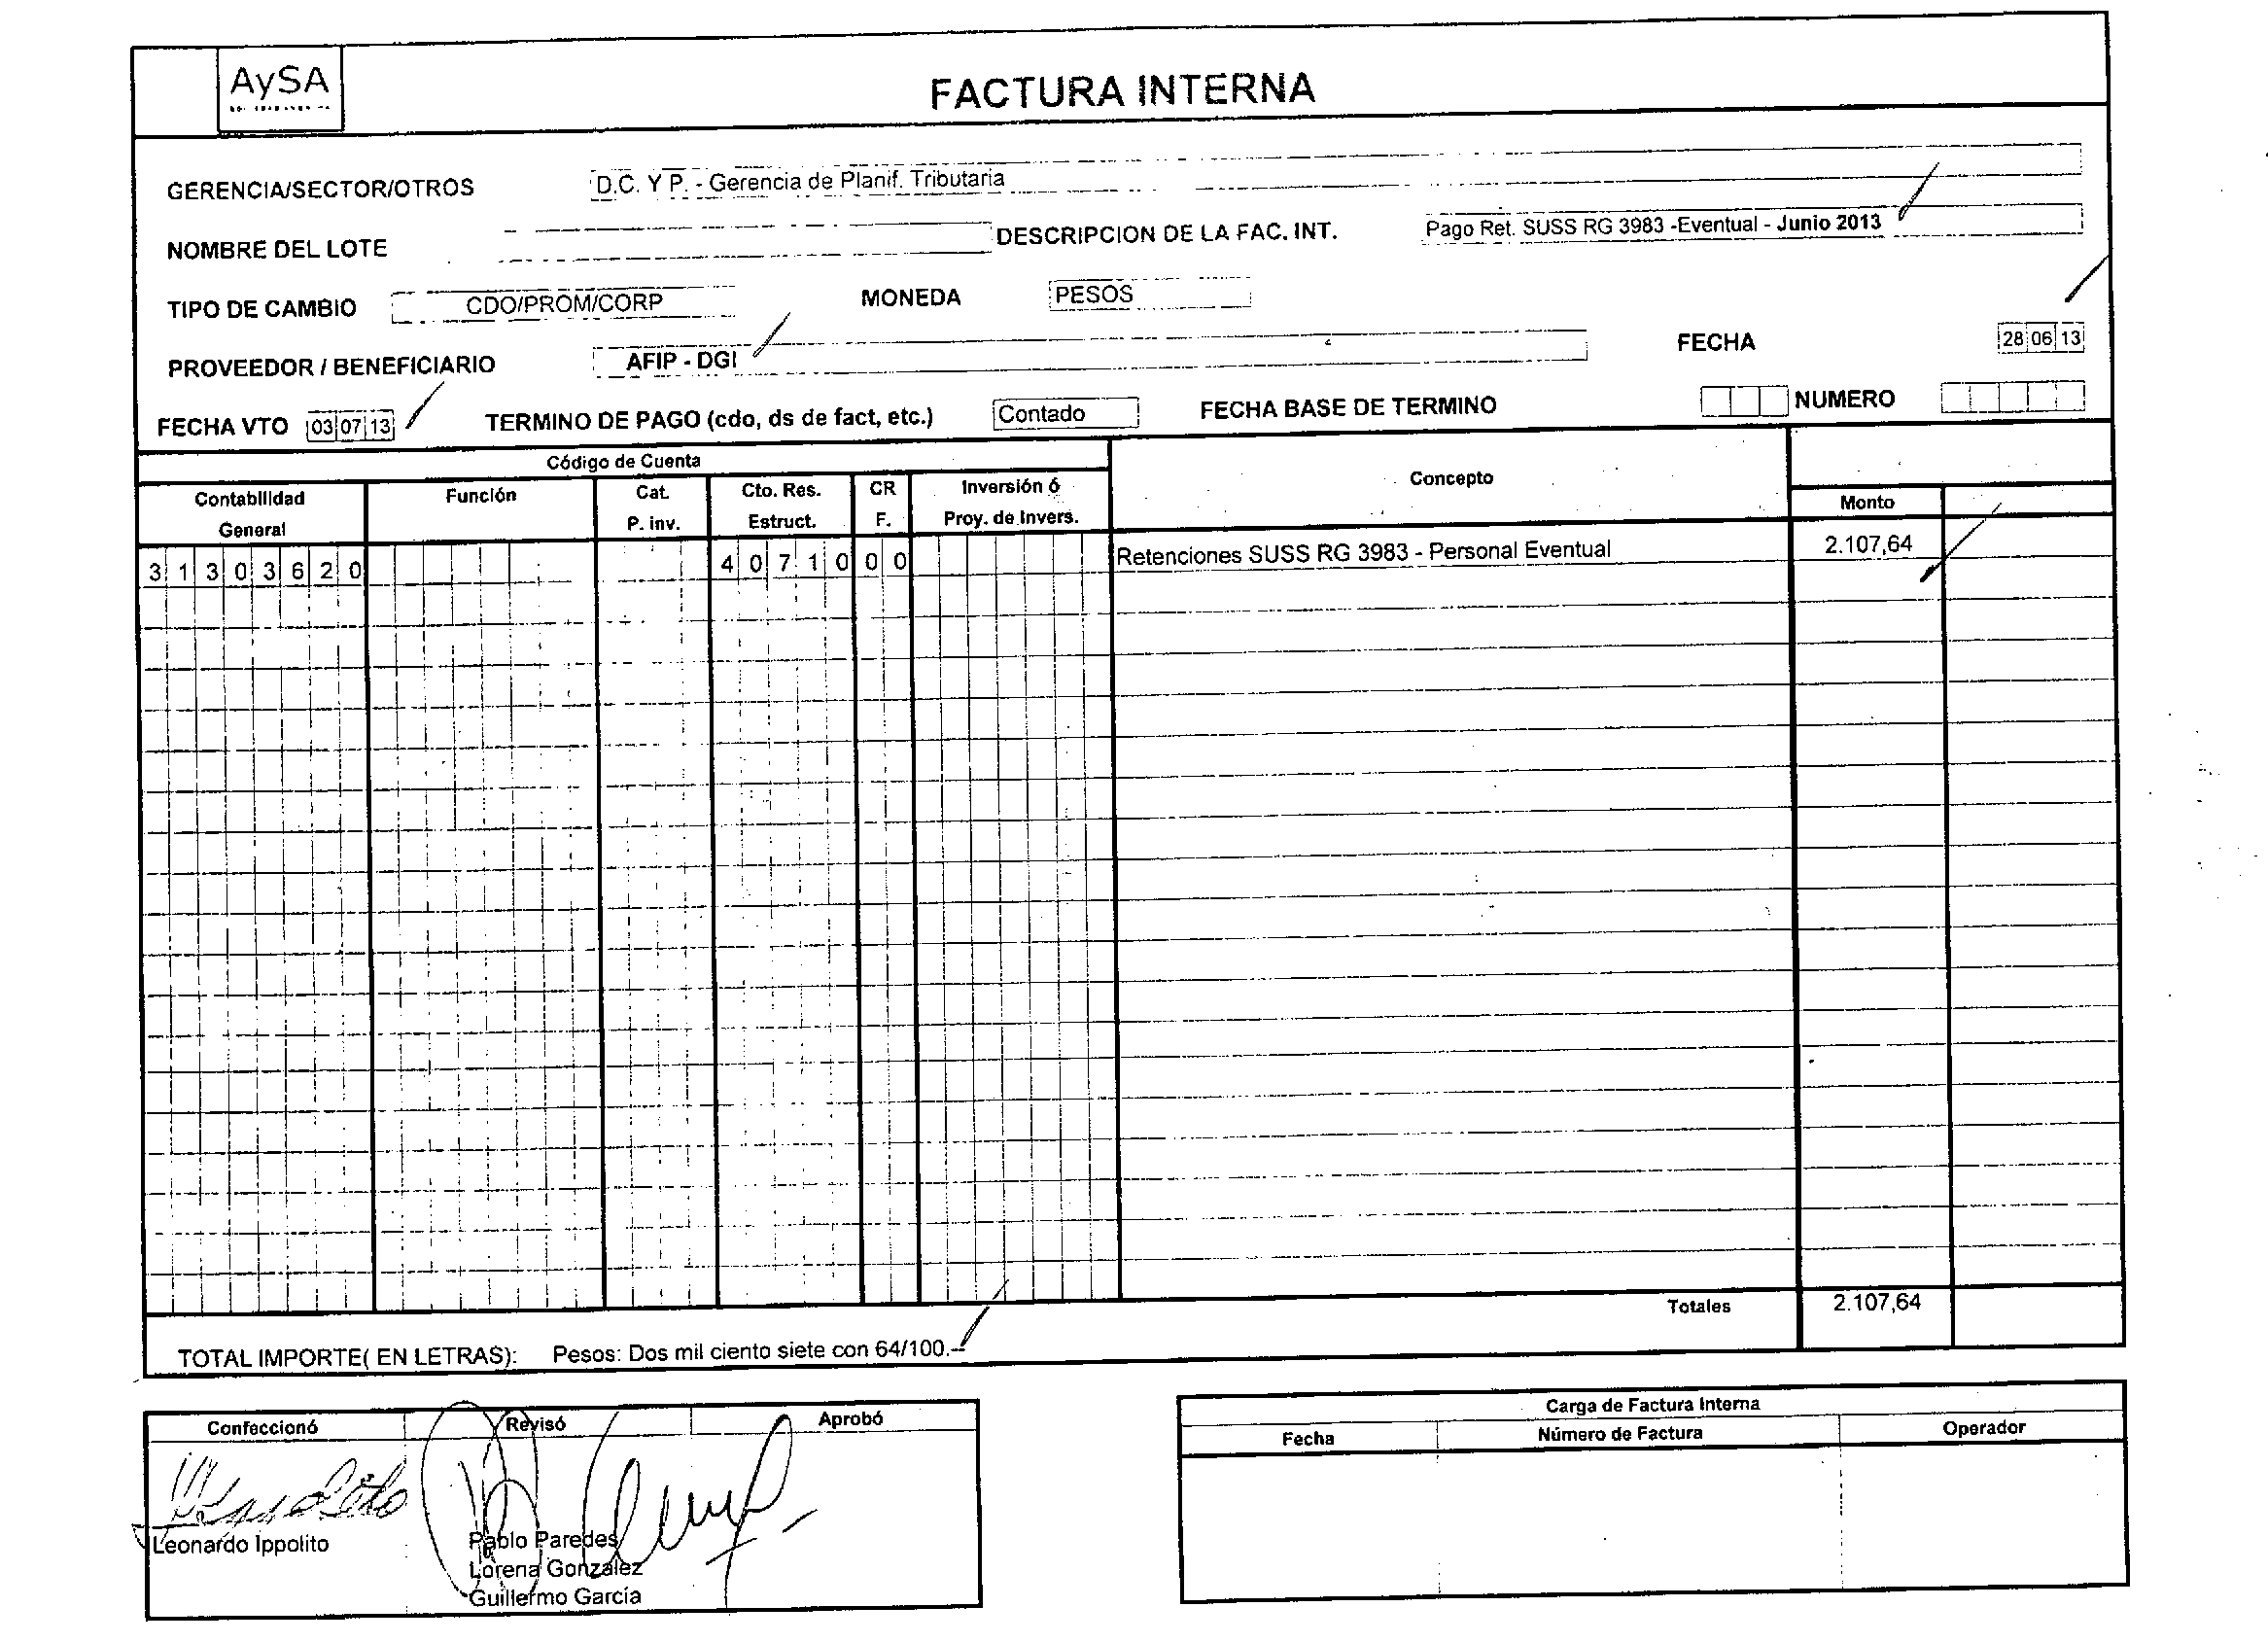 AySA
FACTURA INTERNA
GERENCIA/SECTOR/OTROS D.C. Y P. - Gerencia de Planif. Tributaria
NOMBRE DEL LOTE DESCRIPCION DE LA FAC. INT. Pago Ret. SUSS RG 3983 -Eventual - Junio 2013
TIPO DE CAMBIO CDO/PROM/CORP MONEDA PESOS
PROVEEDOR / BENEFICIARIO AFIP - DGI FECHA 28 06 13
FECHA VTO 03 07 13 TERMINO DE PAGO (cdo, ds de fact, etc.) Contado FECHA BASE DE TERMINO NUMERO
Código de Cuenta
Contabilidad General Función Cat. P. inv. Cto. Res. Estruct. CR F. Inversión ó Proy. de Invers. Concepto Monto
3 1 3 0 3 6 2 0 4 0 7 1 0 0 0 Retenciones SUSS RG 3983 - Personal Eventual 2.107,64
Totales 2.107,64
TOTAL IMPORTE( EN LETRAS): Pesos: Dos mil ciento siete con 64/100.--
Confeccionó Revisó Aprobó
Leonardo Ippolito
Pablo Paredes
Lorena González
Guillermo García
Carga de Factura Interna
Fecha Número de Factura Operador